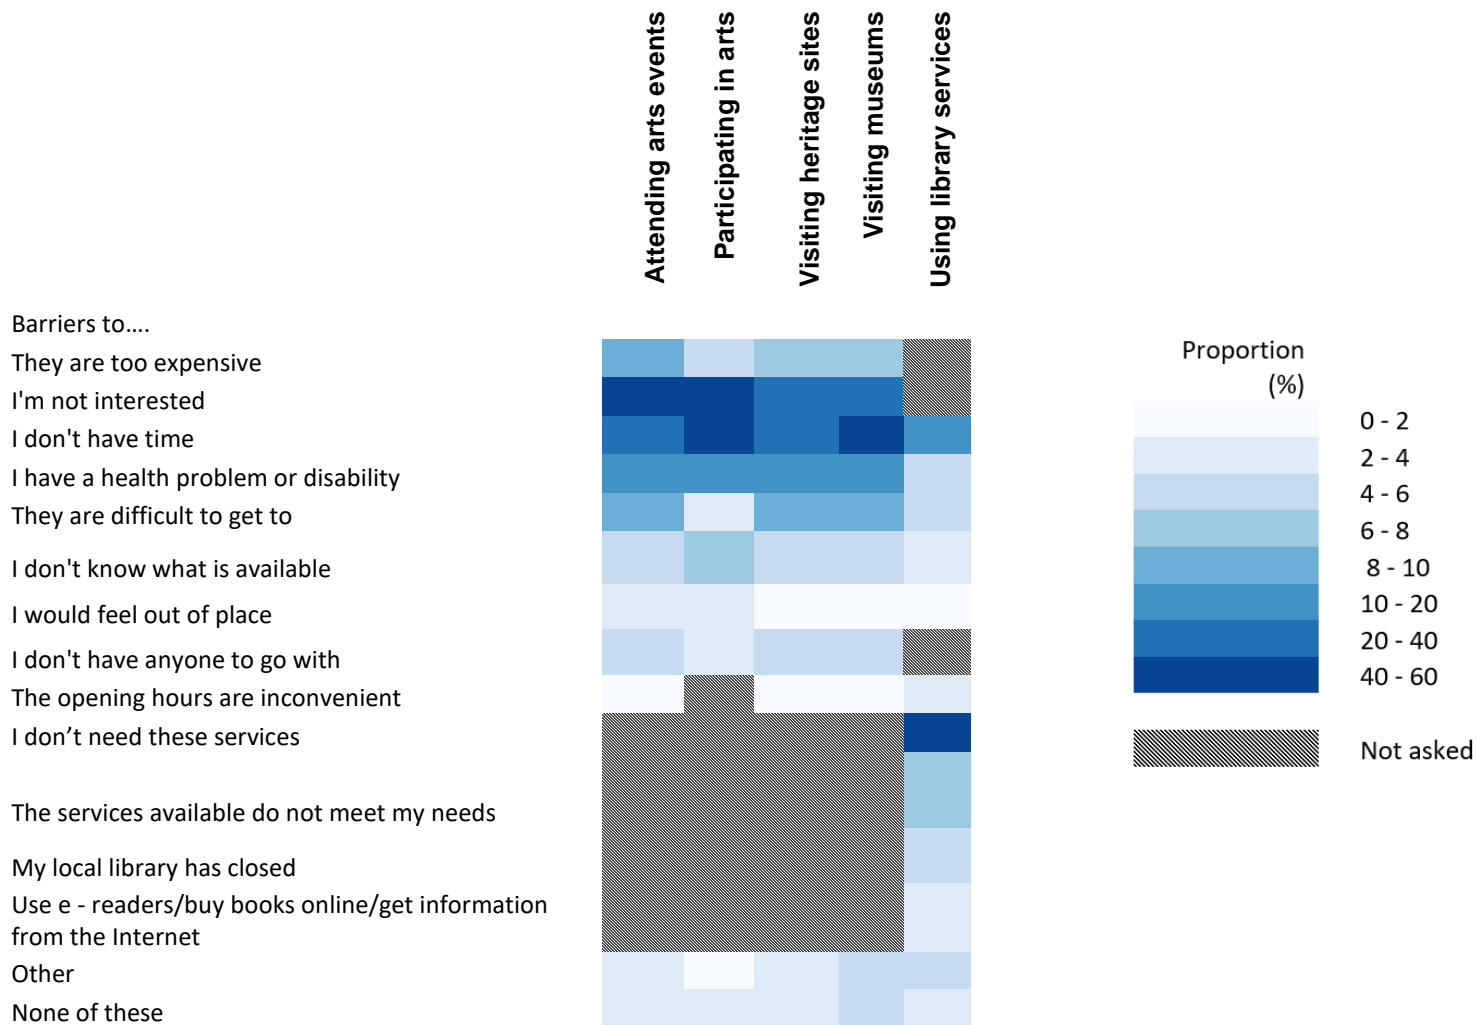 Attending arts events
Participating in arts
Visiting heritage sites
Visiting museums
Using library services
Barriers to....
They are too expensive
I'm not interested
I don't have time
I have a health problem or disability
They are difficult to get to
I don't know what is available
I would feel out of place
I don't have anyone to go with
The opening hours are inconvenient
I don’t need these services
The services available do not meet my needs
My local library has closed
Use e - readers/buy books online/get information
from the Internet
Other
None of these
Proportion
(%)
0 - 2
2 - 4
4 - 6
6 - 8
8 - 10
10 - 20
20 - 40
40 - 60
Not asked